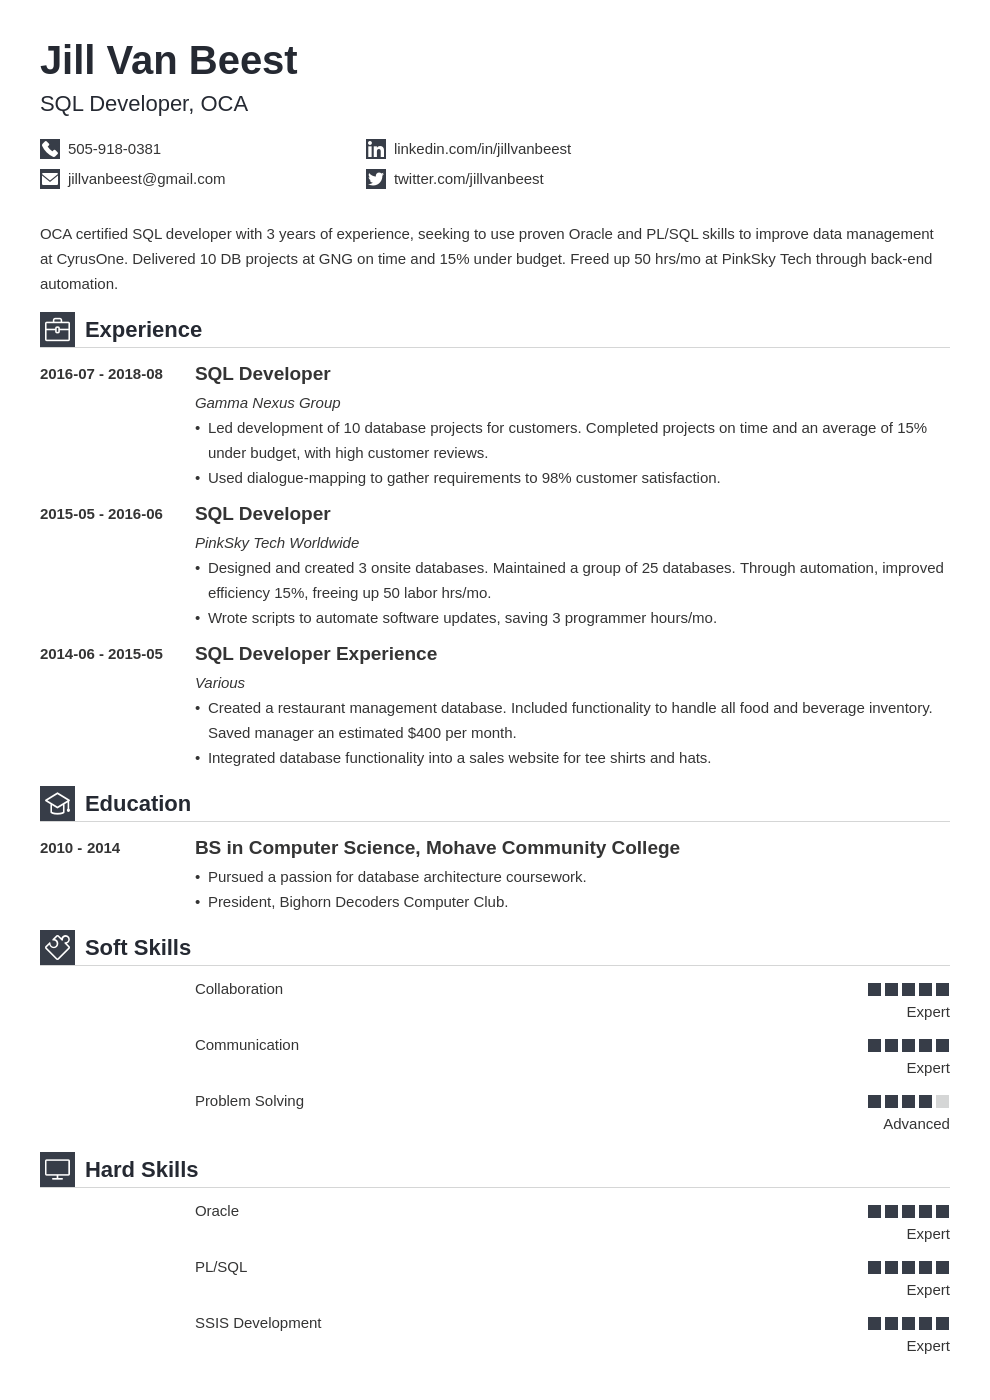 Jill Van Beest
SQL Developer, OCA
505-918-0381
linkedin.com/in/jillvanbeest
jillvanbeest@gmail.com
twitter.com/jillvanbeest
OCA certified SQL developer with 3 years of experience, seeking to use proven Oracle and PL/SQL skills to improve data management
at CyrusOne. Delivered 10 DB projects at GNG on time and 15% under budget. Freed up 50 hrs/mo at PinkSky Tech through back-end
automation.
Experience
2016-07 - 2018-08
SQL Developer
Gamma Nexus Group
• Led development of 10 database projects for customers. Completed projects on time and an average of 15%
under budget, with high customer reviews.
• Used dialogue-mapping to gather requirements to 98% customer satisfaction.
2015-05 - 2016-06
SQL Developer
PinkSky Tech Worldwide
• Designed and created 3 onsite databases. Maintained a group of 25 databases. Through automation, improved
efficiency 15%, freeing up 50 labor hrs/mo.
• Wrote scripts to automate software updates, saving 3 programmer hours/mo.
2014-06 - 2015-05
SQL Developer Experience
Various
• Created a restaurant management database. Included functionality to handle all food and beverage inventory.
Saved manager an estimated $400 per month.
• Integrated database functionality into a sales website for tee shirts and hats.
Education
2010 - 2014
BS in Computer Science, Mohave Community College
• Pursued a passion for database architecture coursework.
• President, Bighorn Decoders Computer Club.
Soft Skills
Collaboration
Expert
Communication
Expert
Problem Solving
Advanced
Hard Skills
Oracle
Expert
PL/SQL
Expert
SSIS Development
Expert